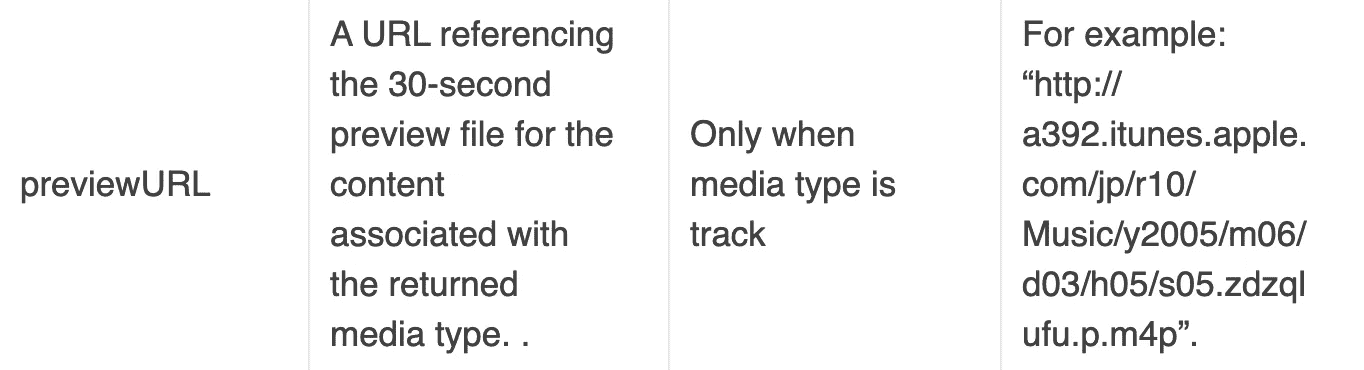 previewURL
A URL referencing
the 30-second
preview file for the
content
associated with
the returned
media type. .
Only when
media type is
track
For example:
“http://
a392.itunes.apple.
com/jp/r10/
Music/y2005/m06/
d03/h05/s05.zdzql
ufu.p.m4p”.